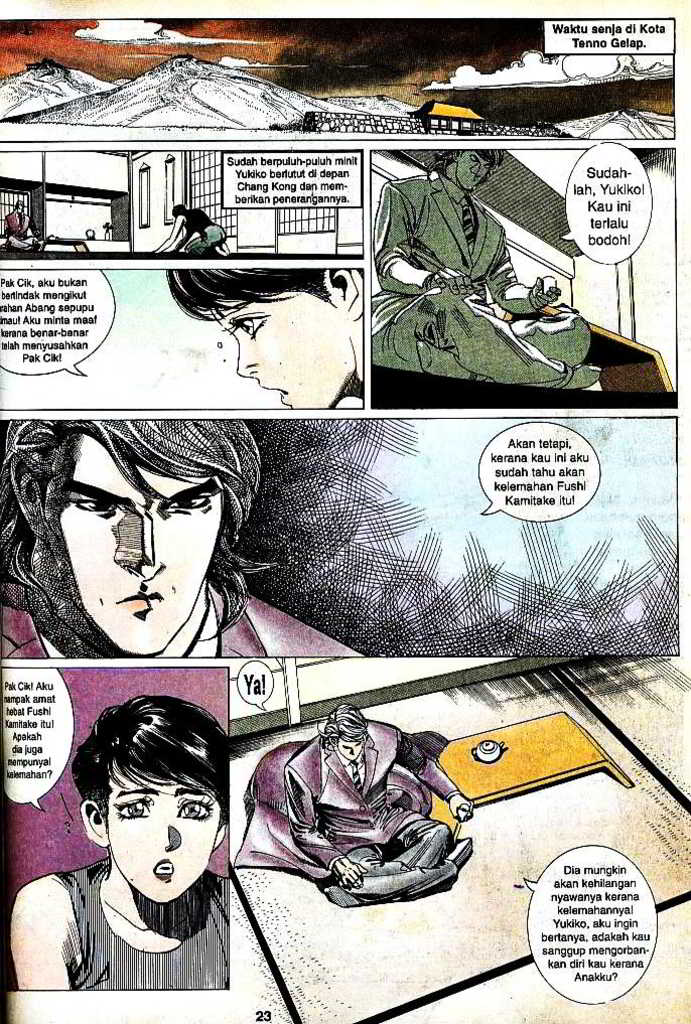 Waktu senja di Kota
Tenno Gelap.
Sudah berpuluh-puluh minit
Yukiko berlutut di depan
Chang Kong dan mem-
berikan penerangannya.
Sudah-
lah, Yukiko!
Kau ini
terlalu
bodoh!
Pak Cik, aku bukan
bertindak mengikut
arahan Abang sepupu
imau! Aku minta maaf
kerana benar-benar
telah menyusahkan
Pak Cik!
Akan tetapi,
kerana kau ini aku
sudah tahu akan
kelemahan Fushi
Kamitake itu!
Pak Cik! Aku
nampak amat
hebat Fushi
Kamitake itu!
Apakah
dia juga
mempunyai
kelemahan?
Ya!
Dia mungkin
akan kehilangan
nyawanya kerana
kelemahannya!
Yukiko, aku ingin
bertanya, adakah kau
sanggup mengorban-
kan diri kau kerana
Anakku?
23